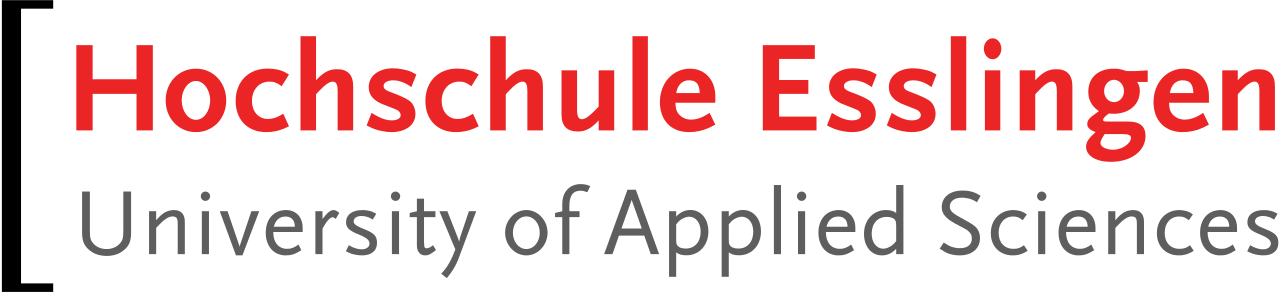 Hochschule Esslingen
University of Applied Sciences